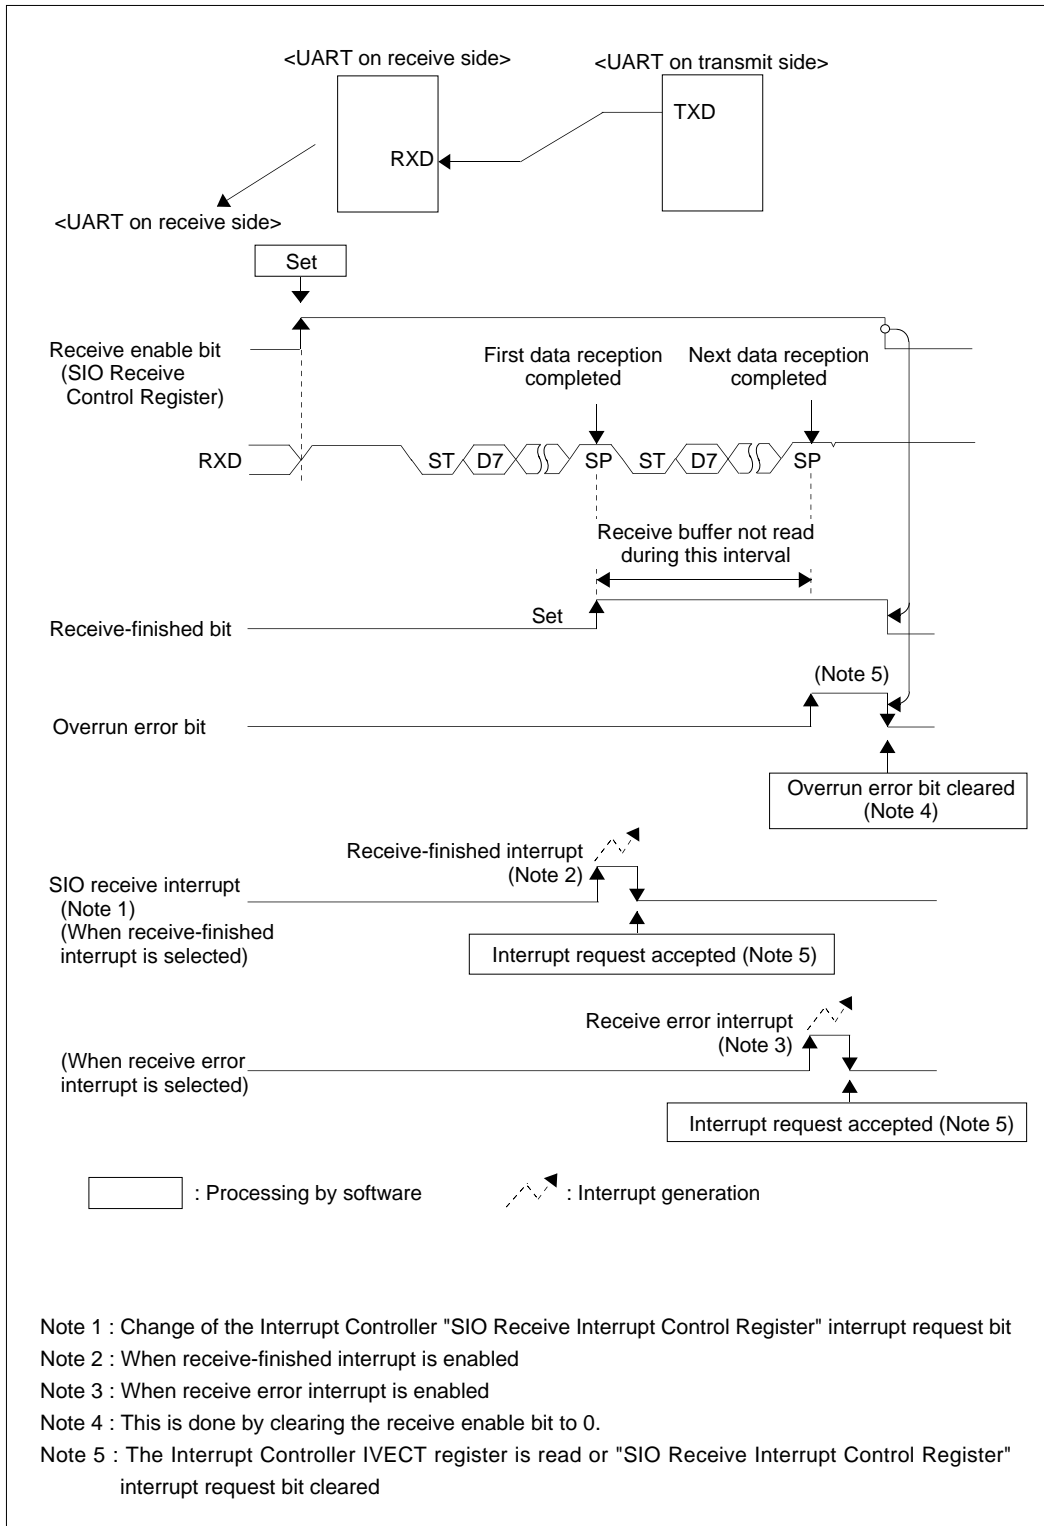 <UART on receive side>
<UART on transmit side>
TXD
RXD
<UART on receive side>
Set
Receive enable bit
(SIO Receive
Control Register)
First data reception
completed
Next data reception
completed
RXD
ST
D7
SP
ST
D7
SP
Receive buffer not read
during this interval
Set
Receive-finished bit
(Note 5)
Overrun error bit
Overrun error bit cleared
(Note 4)
Receive-finished interrupt
(Note 2)
SIO receive interrupt
(Note 1)
(When receive-finished
interrupt is selected)
Interrupt request accepted (Note 5)
Receive error interrupt
(Note 3)
(When receive error
interrupt is selected)
Interrupt request accepted (Note 5)
: Processing by software
: Interrupt generation
Note 1 : Change of the Interrupt Controller "SIO Receive Interrupt Control Register" interrupt request bit
Note 2 : When receive-finished interrupt is enabled
Note 3 : When receive error interrupt is enabled
Note 4 : This is done by clearing the receive enable bit to 0.
Note 5 : The Interrupt Controller IVECT register is read or "SIO Receive Interrupt Control Register"
interrupt request bit cleared